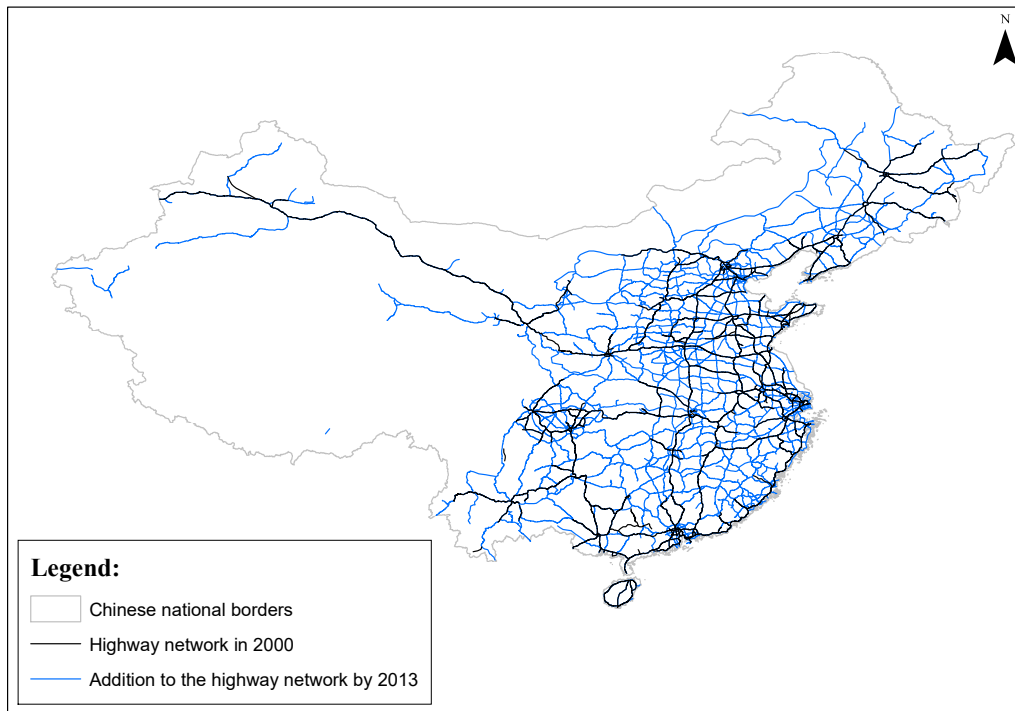 N
Legend:
Chinese national borders
Highway network in 2000
Addition to the highway network by 2013